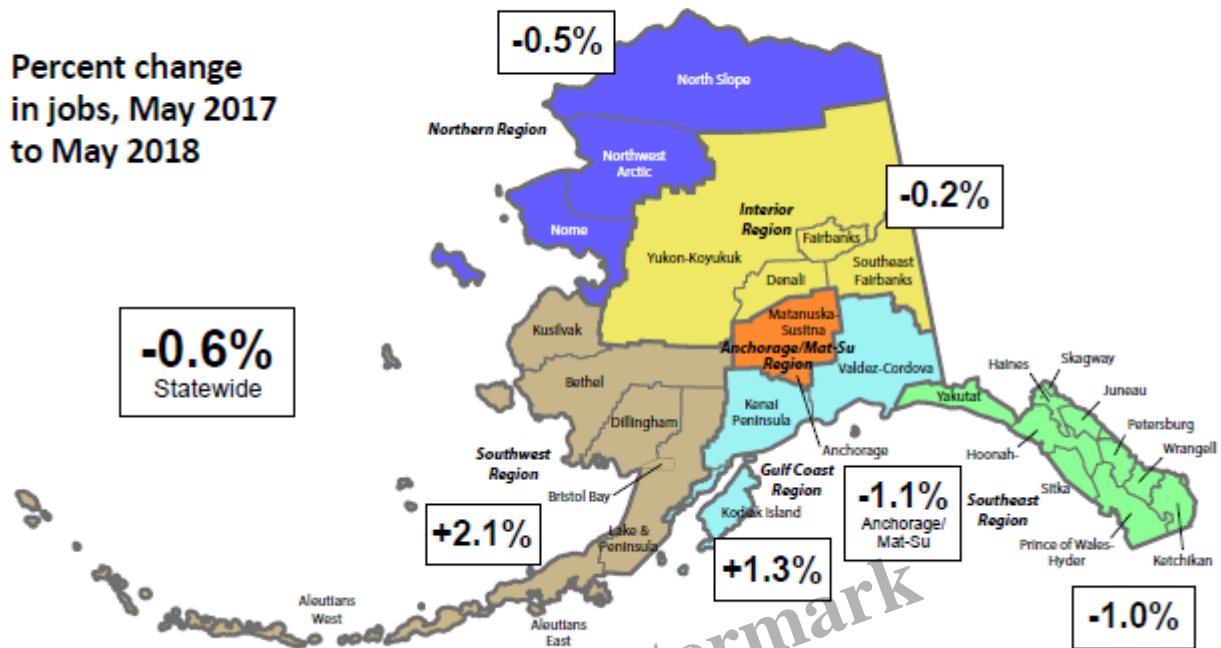 Percent change
in jobs, May 2017
to May 2018
-0.5%
North Slope
Northern Region
Northwest
Arctic
Nome
-0.2%
Interior
Region
Fairbanks
Yukon-Koyukuk
Denali
Southeast
Fairbanks
-0.6%
Statewide
Kusilvak
Bethel
Dillingham
Matanuska-
Susitna
Anchorage/Mat-Su
Region
Valdez-Cordova
Kenai
Peninsula
Anchorage
Southwest
Region
Bristol Bay
Gulf Coast
Region
Kodiak Island
Lake &
Peninsula
+2.1%
+1.3%
-1.1%
Anchorage/
Mat-Su
Yakutat
Haines
Skagway
Juneau
Petersburg
Wrangell
Hoonah-
Sitka
Southeast
Region
Prince of Wales-
Hyder
Ketchikan
-1.0%
Aleutians
West
Aleutians
East